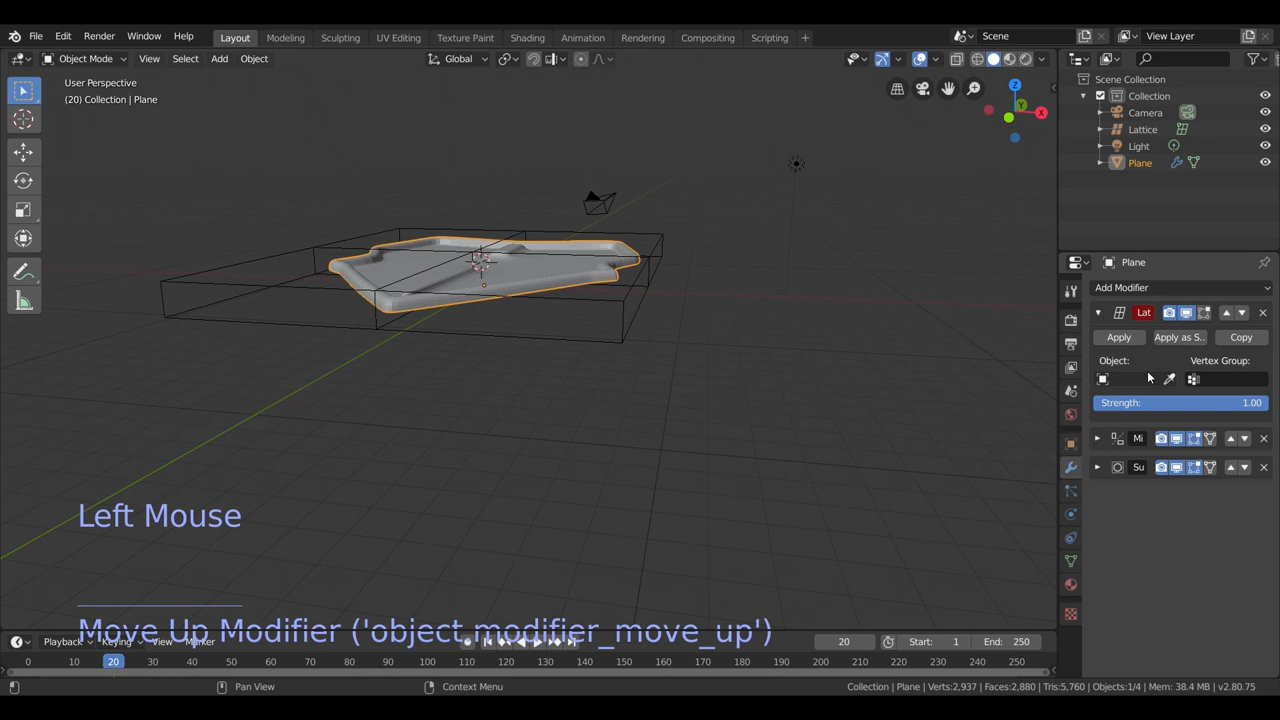 File Edit Render Window Help Layout Modeling Sculpting UV Editing Texture Paint Shading Animation Rendering Compositing Scripting + Scene View Layer
Object Mode View Select Add Object Global
User Perspective
(20) Collection | Plane
Scene Collection
Collection
Camera
Lattice
Light
Plane
Plane
Add Modifier
Lat
Apply Apply as S.. Copy
Object: Vertex Group:
Strength: 1.00
Mi
Su
Left Mouse
Move Up Modifier ('object.modifier_move_up')
Playback Keying View Marker 20 Start: 1 End: 250
0 10 20 30 40 50 60 70 80 90 100 110 120 130 140 150 160 170 180 190 200 210 220 230 240 250
Pan View Context Menu Collection | Plane | Verts:2,937 | Faces:2,880 | Tris:5,760 | Objects:1/4 | Mem: 38.4 MB | v2.80.75
X
Y
Z